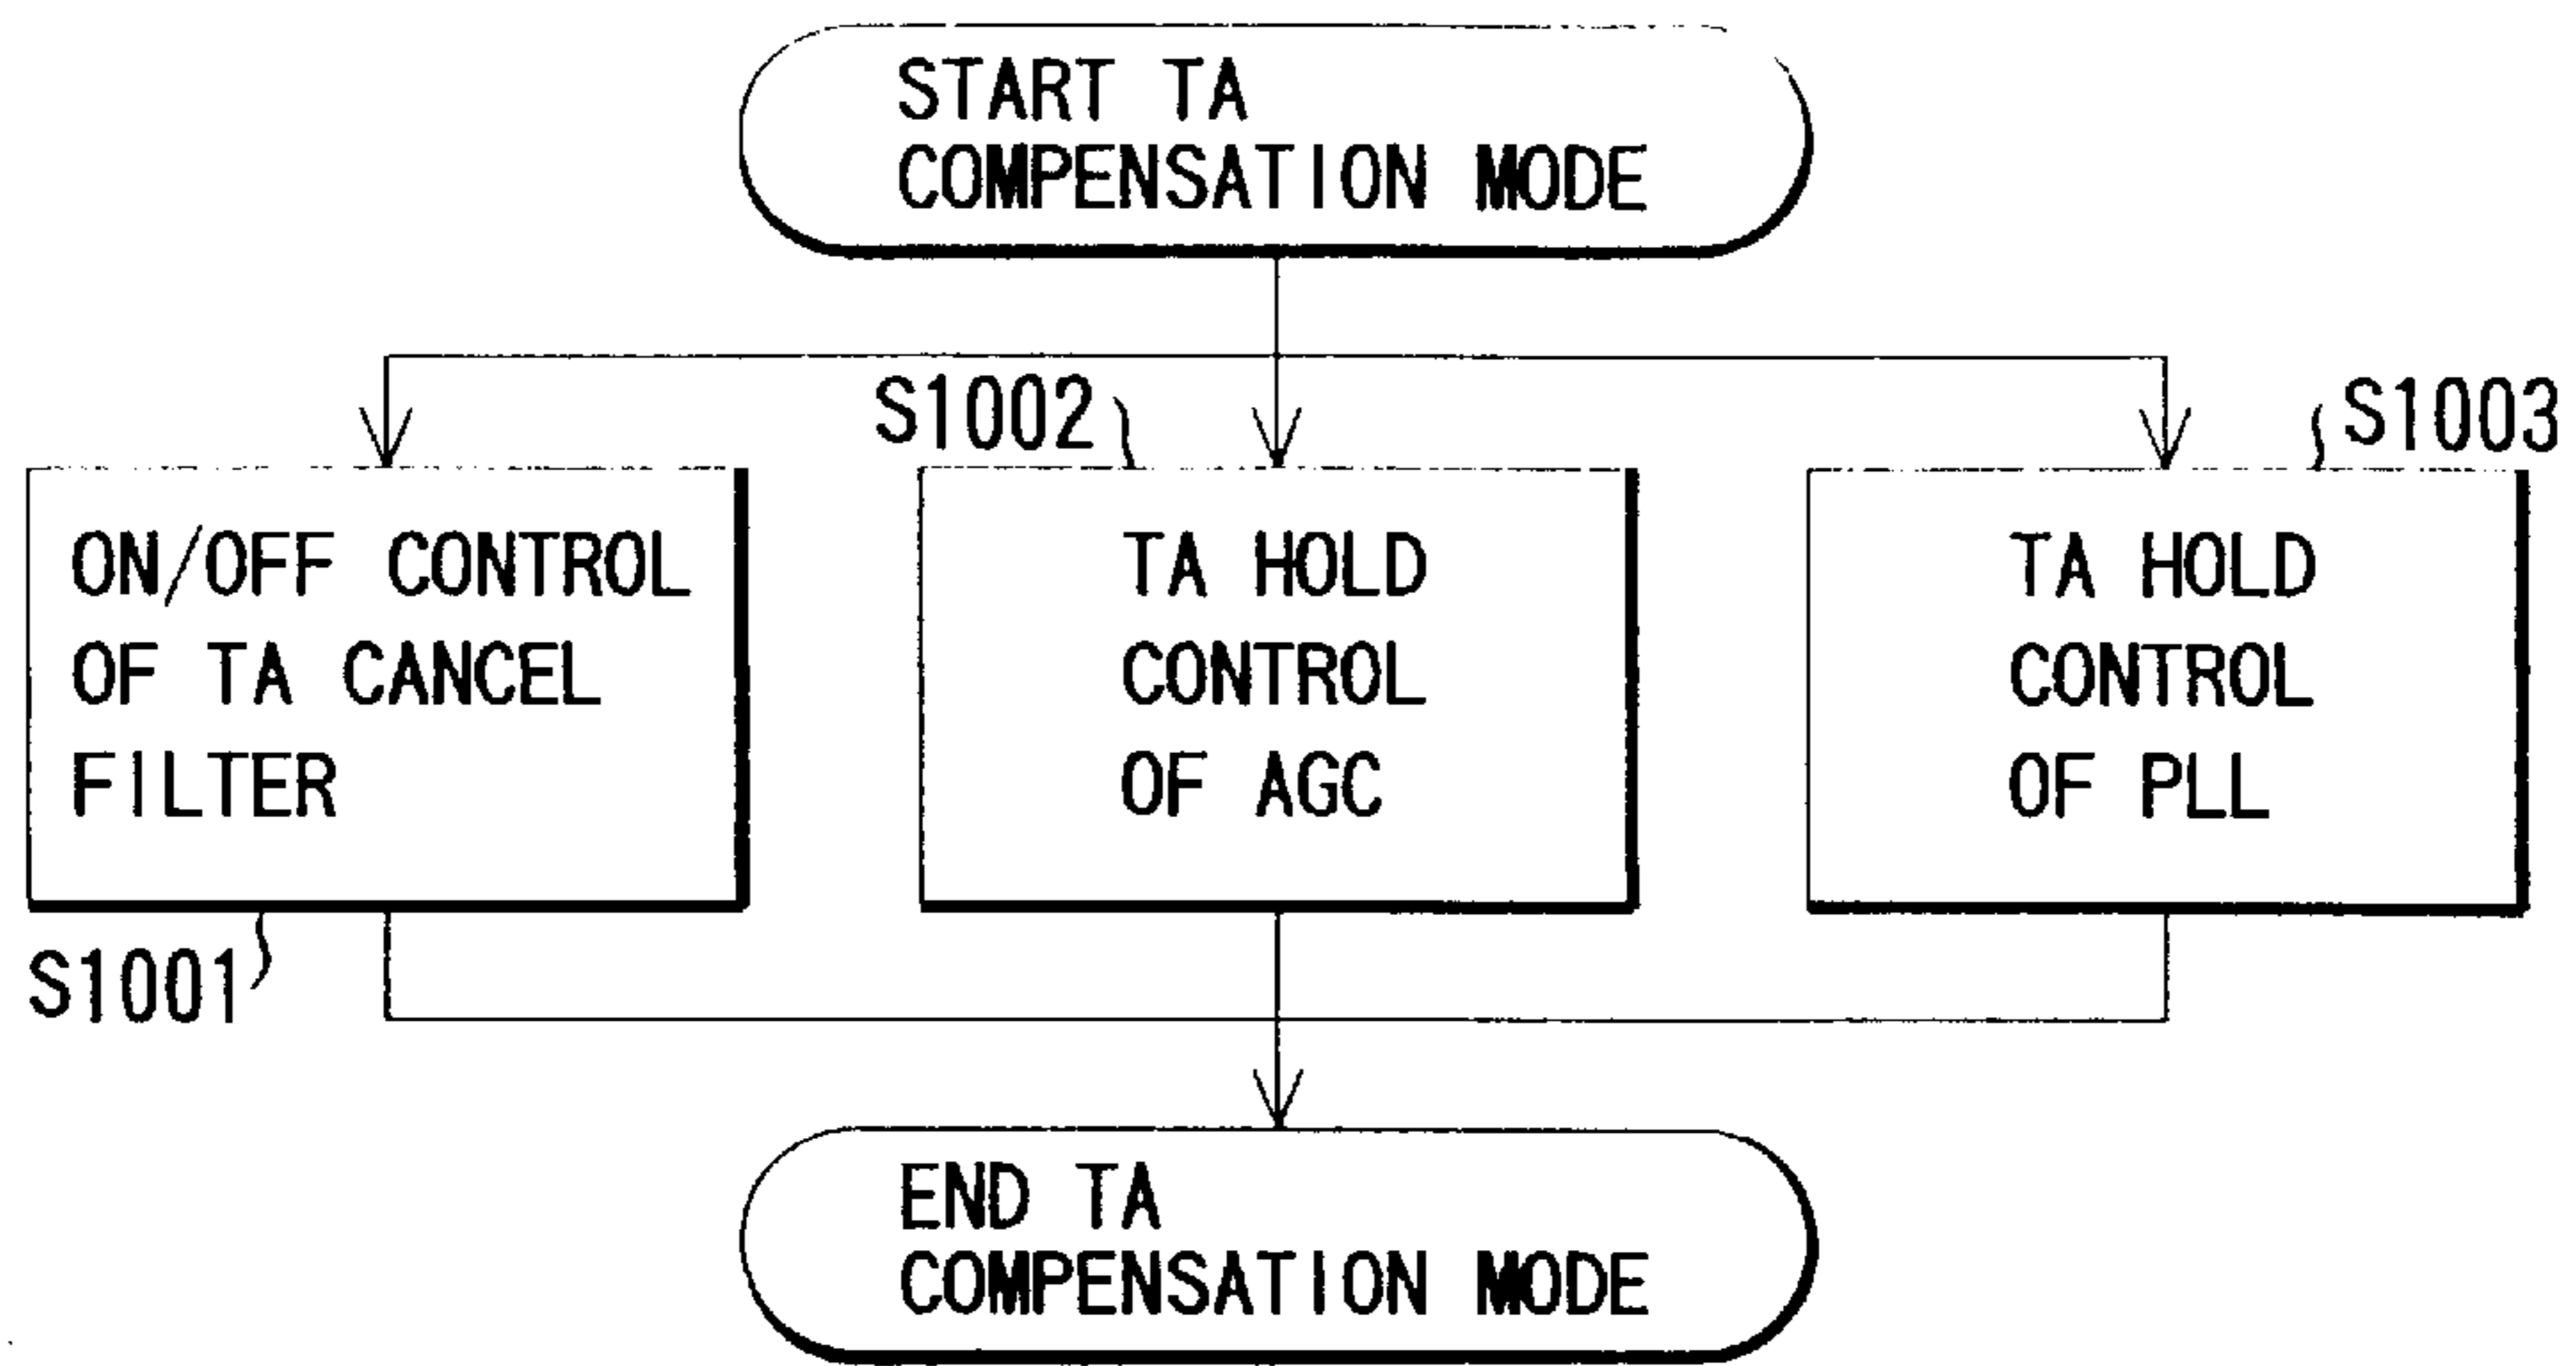 START TA
COMPENSATION MODE
S1002
S1003
ON/OFF CONTROL
OF TA CANCEL
FILTER
TA HOLD
CONTROL
OF AGC
TA HOLD
CONTROL
OF PLL
S1001
END TA
COMPENSATION MODE